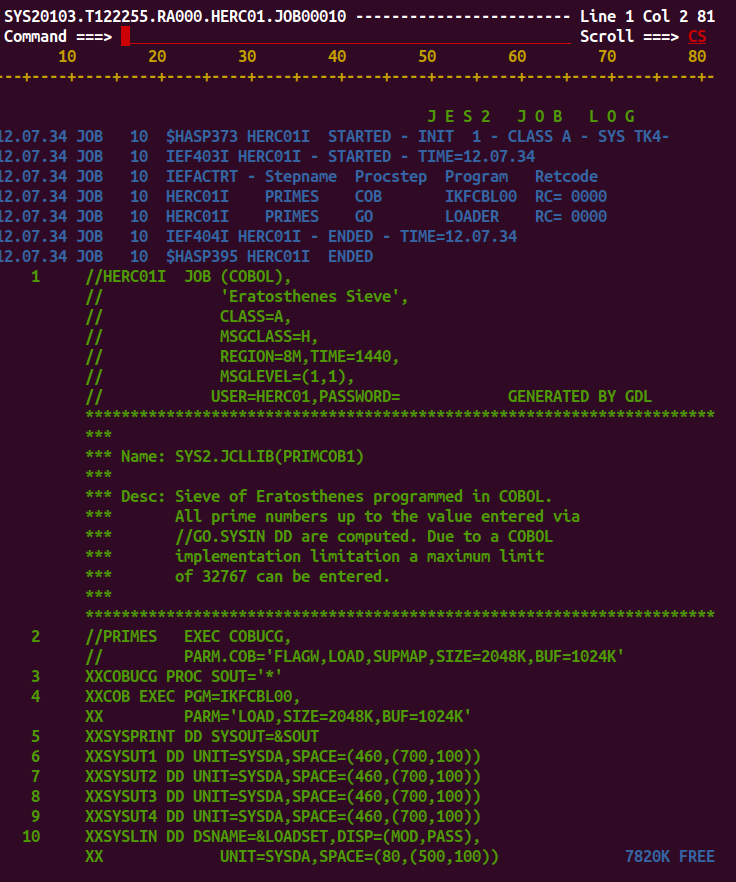 SYS20103.T122255.RA000.HERC01.JOB00010 ------------------------ Line 1 Col 2 81
Command ===> Scroll ===> CS
10 20 30 40 50 60 70 80
---+----+----+----+----+----+----+----+----+----+----+----+----+----+----+----+-
J E S 2   J O B   L O G
12.07.34 JOB   10  $HASP373 HERC01I  STARTED - INIT  1 - CLASS A - SYS TK4-
12.07.34 JOB   10  IEF403I HERC01I - STARTED - TIME=12.07.34
12.07.34 JOB   10  IEFACTRT - Stepname  Procstep  Program   Retcode
12.07.34 JOB   10  HERC01I    PRIMES    COB       IKFCBL00  RC= 0000
12.07.34 JOB   10  HERC01I    PRIMES    GO        LOADER    RC= 0000
12.07.34 JOB   10  IEF404I HERC01I - ENDED - TIME=12.07.34
12.07.34 JOB   10  $HASP395 HERC01I  ENDED
1     //HERC01I  JOB (COBOL),
//             'Eratosthenes Sieve',
//             CLASS=A,
//             MSGCLASS=H,
//             REGION=8M,TIME=1440,
//             MSGLEVEL=(1,1),
//            USER=HERC01,PASSWORD=            GENERATED BY GDL
**********************************************************************
***
*** Name: SYS2.JCLLIB(PRIMCOB1)
***
*** Desc: Sieve of Eratosthenes programmed in COBOL.
***       All prime numbers up to the value entered via
***       //GO.SYSIN DD are computed. Due to a COBOL
***       implementation limitation a maximum limit
***       of 32767 can be entered.
***
**********************************************************************
2     //PRIMES   EXEC COBUCG,
//         PARM.COB='FLAGW,LOAD,SUPMAP,SIZE=2048K,BUF=1024K'
3     XXCOBUCG PROC SOUT='*'
4     XXCOB EXEC PGM=IKFCBL00,
XX         PARM='LOAD,SIZE=2048K,BUF=1024K'
5     XXSYSPRINT DD SYSOUT=&SOUT
6     XXSYSUT1 DD UNIT=SYSDA,SPACE=(460,(700,100))
7     XXSYSUT2 DD UNIT=SYSDA,SPACE=(460,(700,100))
8     XXSYSUT3 DD UNIT=SYSDA,SPACE=(460,(700,100))
9     XXSYSUT4 DD UNIT=SYSDA,SPACE=(460,(700,100))
10     XXSYSLIN DD DSNAME=&LOADSET,DISP=(MOD,PASS),
XX             UNIT=SYSDA,SPACE=(80,(500,100))              7820K FREE